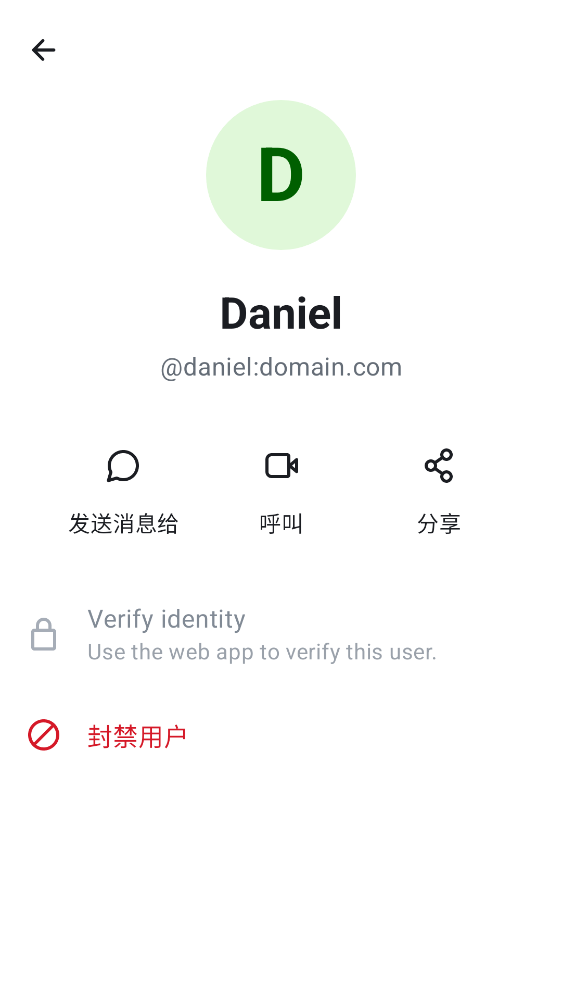 D
Daniel
@daniel:domain.com
发送消息给 呼叫 分享
Verify identity
Use the web app to verify this user.
封禁用户